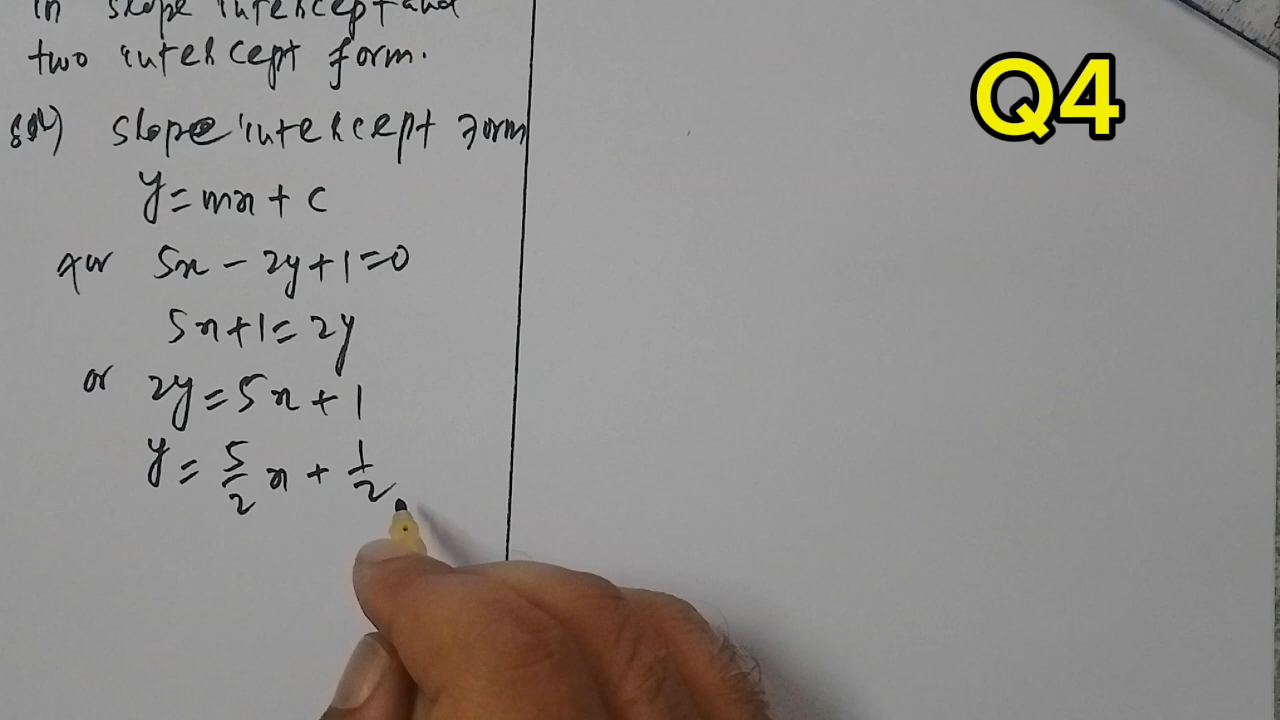 in slope intercept and
two intercept form.
Sol) slope intercept form
y = mx + c
for 5x - 2y + 1 = 0
5x + 1 = 2y
or 2y = 5x + 1
y = 5/2 x + 1/2
Q4